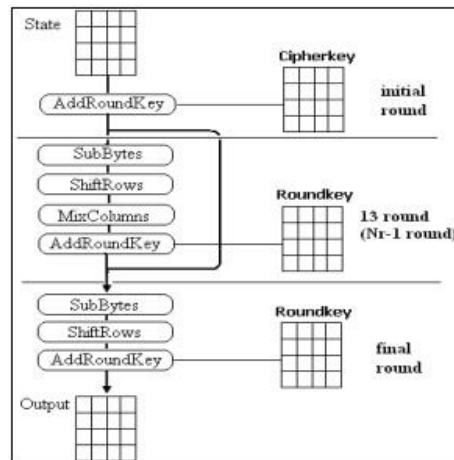 State
Cipherkey
AddRoundKey
initial
round
SubBytes
ShiftRows
MixColumns
AddRoundKey
Roundkey
13 round
(Nr-1 round)
SubBytes
ShiftRows
AddRoundKey
Roundkey
final
round
Output